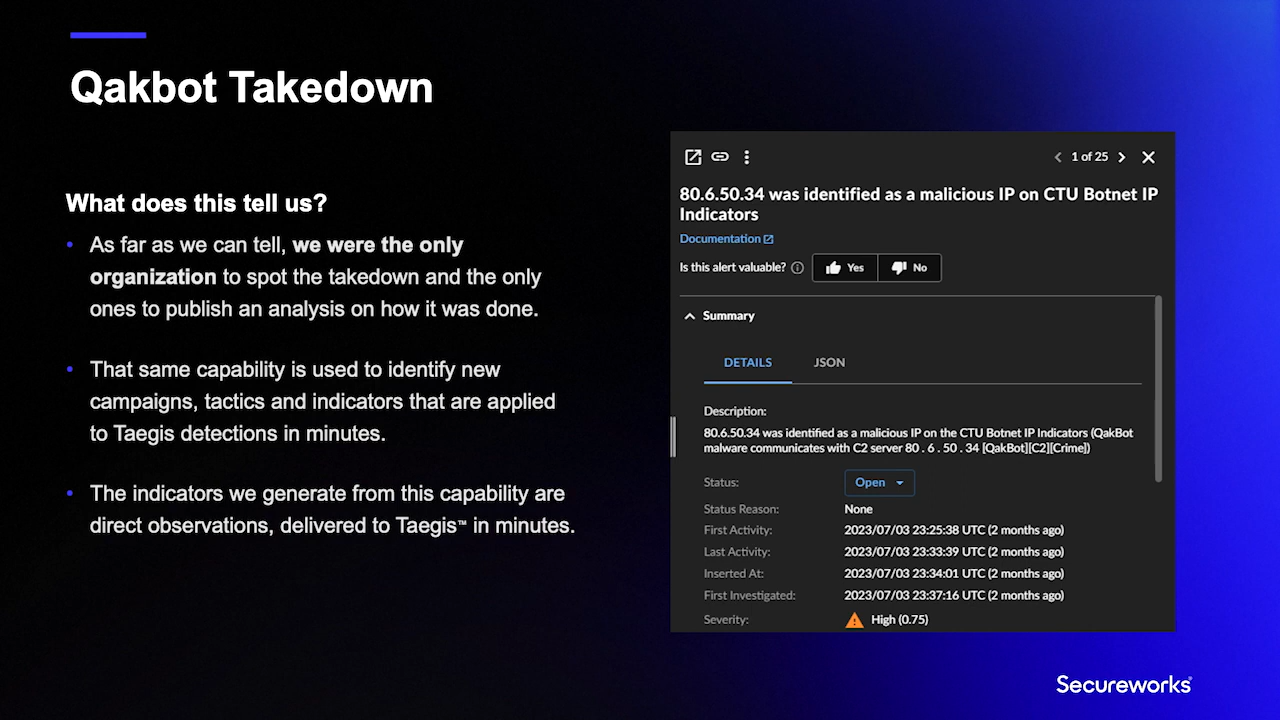 Qakbot Takedown
What does this tell us?
• As far as we can tell, we were the only
organization to spot the takedown and the only
ones to publish an analysis on how it was done.
• That same capability is used to identify new
campaigns, tactics and indicators that are applied
to Taegis detections in minutes.
• The indicators we generate from this capability are
direct observations, delivered to Taegis™ in minutes.
1 of 25
80.6.50.34 was identified as a malicious IP on CTU Botnet IP
Indicators
Documentation
Is this alert valuable? Yes No
Summary
DETAILS JSON
Description:
80.6.50.34 was identified as a malicious IP on the CTU Botnet IP Indicators (QakBot
malware communicates with C2 server 80 . 6 . 50 . 34 [QakBot][C2][Crime])
Status: Open
Status Reason: None
First Activity: 2023/07/03 23:25:38 UTC (2 months ago)
Last Activity: 2023/07/03 23:33:39 UTC (2 months ago)
Inserted At: 2023/07/03 23:34:01 UTC (2 months ago)
First Investigated: 2023/07/03 23:37:16 UTC (2 months ago)
Severity: High (0.75)
Secureworks